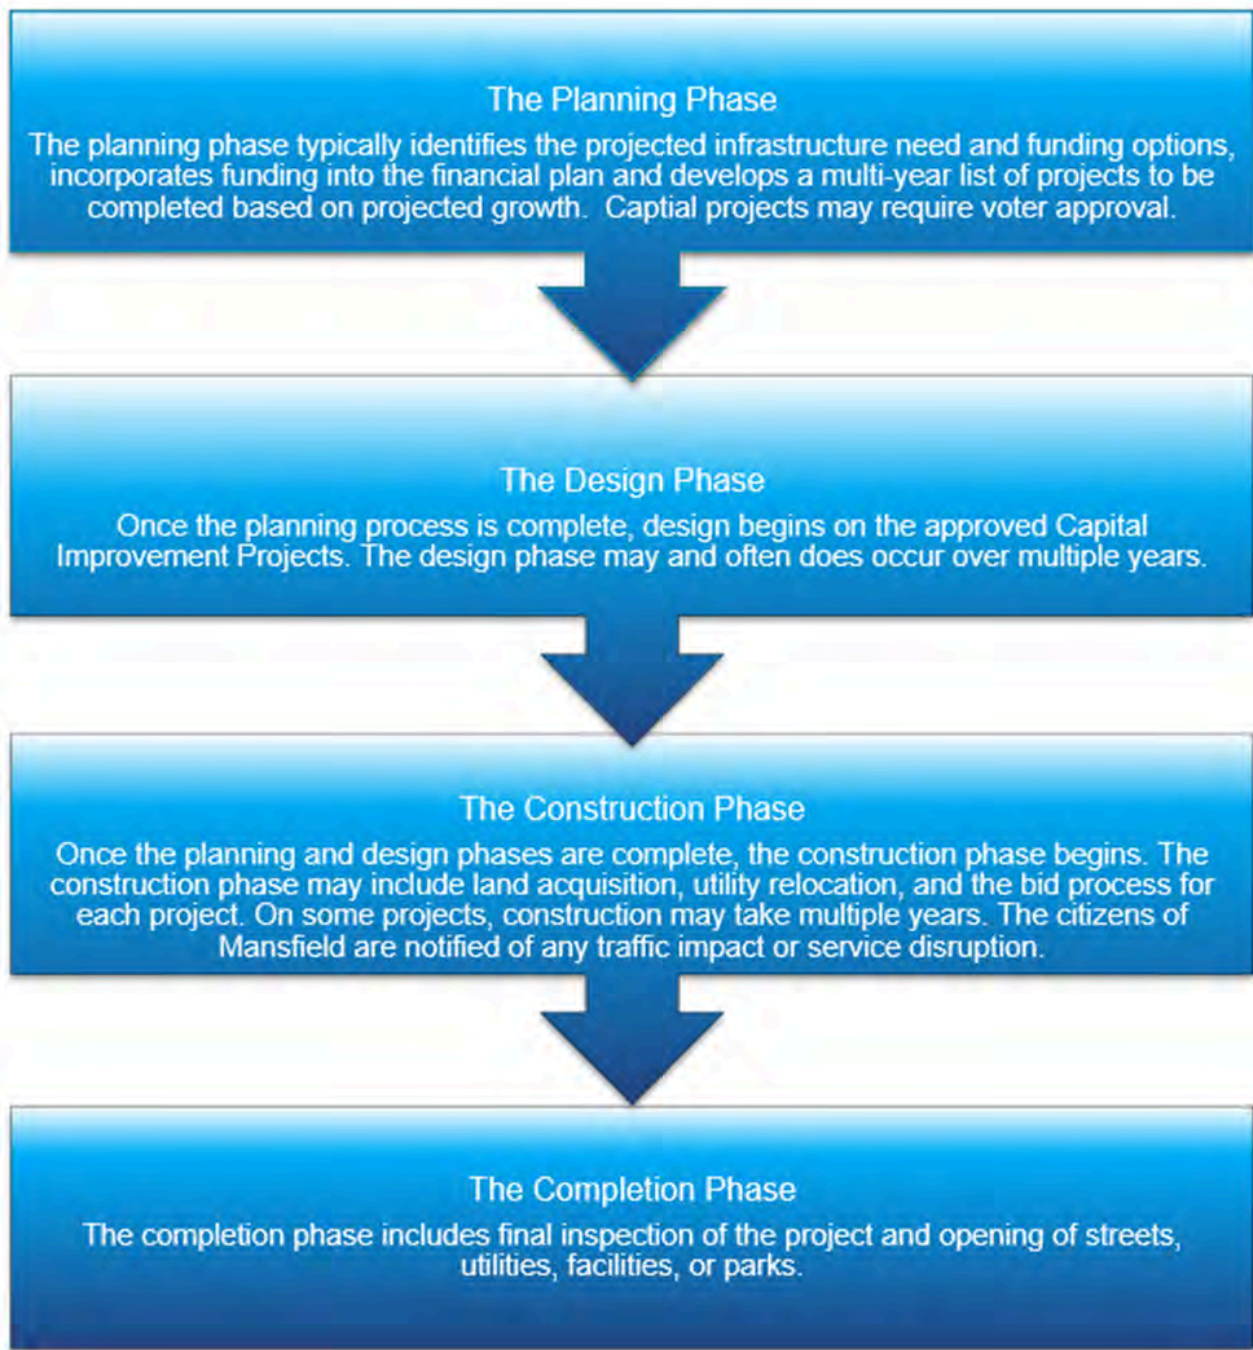 The Planning Phase
The planning phase typically identifies the projected infrastructure need and funding options,
incorporates funding into the financial plan and develops a multi-year list of projects to be
completed based on projected growth.  Captial projects may require voter approval.
The Design Phase
Once the planning process is complete, design begins on the approved Capital
Improvement Projects. The design phase may and often does occur over multiple years.
The Construction Phase
Once the planning and design phases are complete, the construction phase begins. The
construction phase may include land acquisition, utility relocation, and the bid process for
each project. On some projects, construction may take multiple years. The citizens of
Mansfield are notified of any traffic impact or service disruption.
The Completion Phase
The completion phase includes final inspection of the project and opening of streets,
utilities, facilities, or parks.